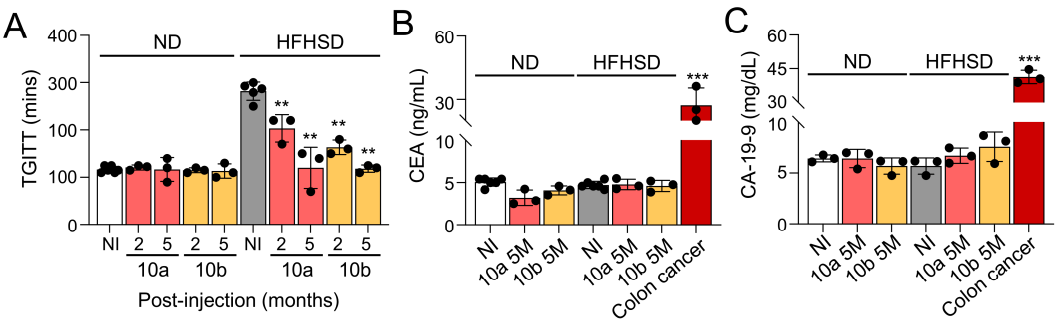 A
TGITT (mins)
400
300
100
100
0
ND
HFHSD
**
**
**
**
NI
2
5
2
5
NI
2
5
2
5
10a
10b
10a
10b
Post-injection (months)
B
CEA (ng/mL)
60
30
10
5
0
ND
HFHSD
***
NI
10a 5M
10b 5M
NI
10a 5M
10b 5M
Colon cancer
C
CA-19-9 (mg/dL)
60
45
30
10
5
0
ND
HFHSD
***
NI
10a 5M
10b 5M
NI
10a 5M
10b 5M
Colon cancer